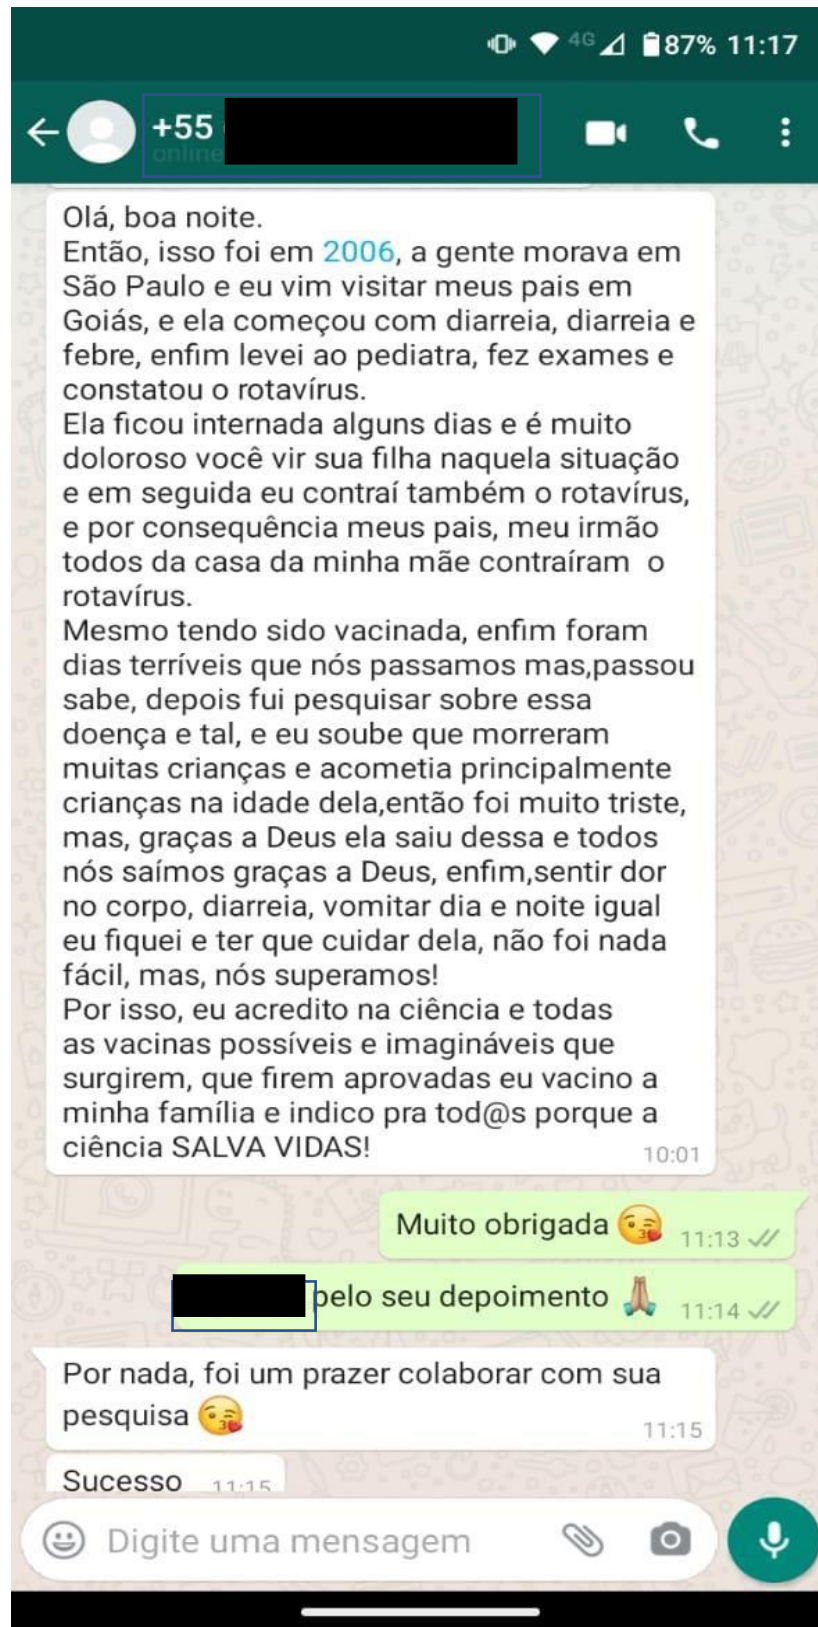 4G 87% 11:17
+55
online
Olá, boa noite.
Então, isso foi em 2006, a gente morava em
São Paulo e eu vim visitar meus pais em
Goiás, e ela começou com diarreia, diarreia e
febre, enfim levei ao pediatra, fez exames e
constatou o rotavírus.
Ela ficou internada alguns dias e é muito
doloroso você vir sua filha naquela situação
e em seguida eu contraí também o rotavírus,
e por consequência meus pais, meu irmão
todos da casa da minha mãe contraíram o
rotavírus.
Mesmo tendo sido vacinada, enfim foram
dias terríveis que nós passamos mas,passou
sabe, depois fui pesquisar sobre essa
doença e tal, e eu soube que morreram
muitas crianças e acometia principalmente
crianças na idade dela,então foi muito triste,
mas, graças a Deus ela saiu dessa e todos
nós saímos graças a Deus, enfim,sentir dor
no corpo, diarreia, vomitar dia e noite igual
eu fiquei e ter que cuidar dela, não foi nada
fácil, mas, nós superamos!
Por isso, eu acredito na ciência e todas
as vacinas possíveis e imagináveis que
surgirem, que firem aprovadas eu vacino a
minha família e indico pra tod@s porque a
ciência SALVA VIDAS!
10:01
Muito obrigada 😘 11:13
pelo seu depoimento 🙏🏼 11:14
Por nada, foi um prazer colaborar com sua
pesquisa 😘 11:15
Sucesso 11:15
Digite uma mensagem